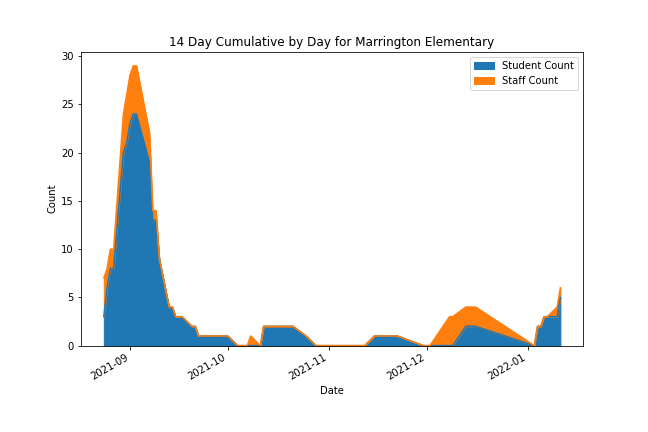 14 Day Cumulative by Day for Marrington Elementary
30
25
20
15
10
5
0
Count
Student Count
Staff Count
2021-09
2021-10
2021-11
2021-12
2022-01
Date